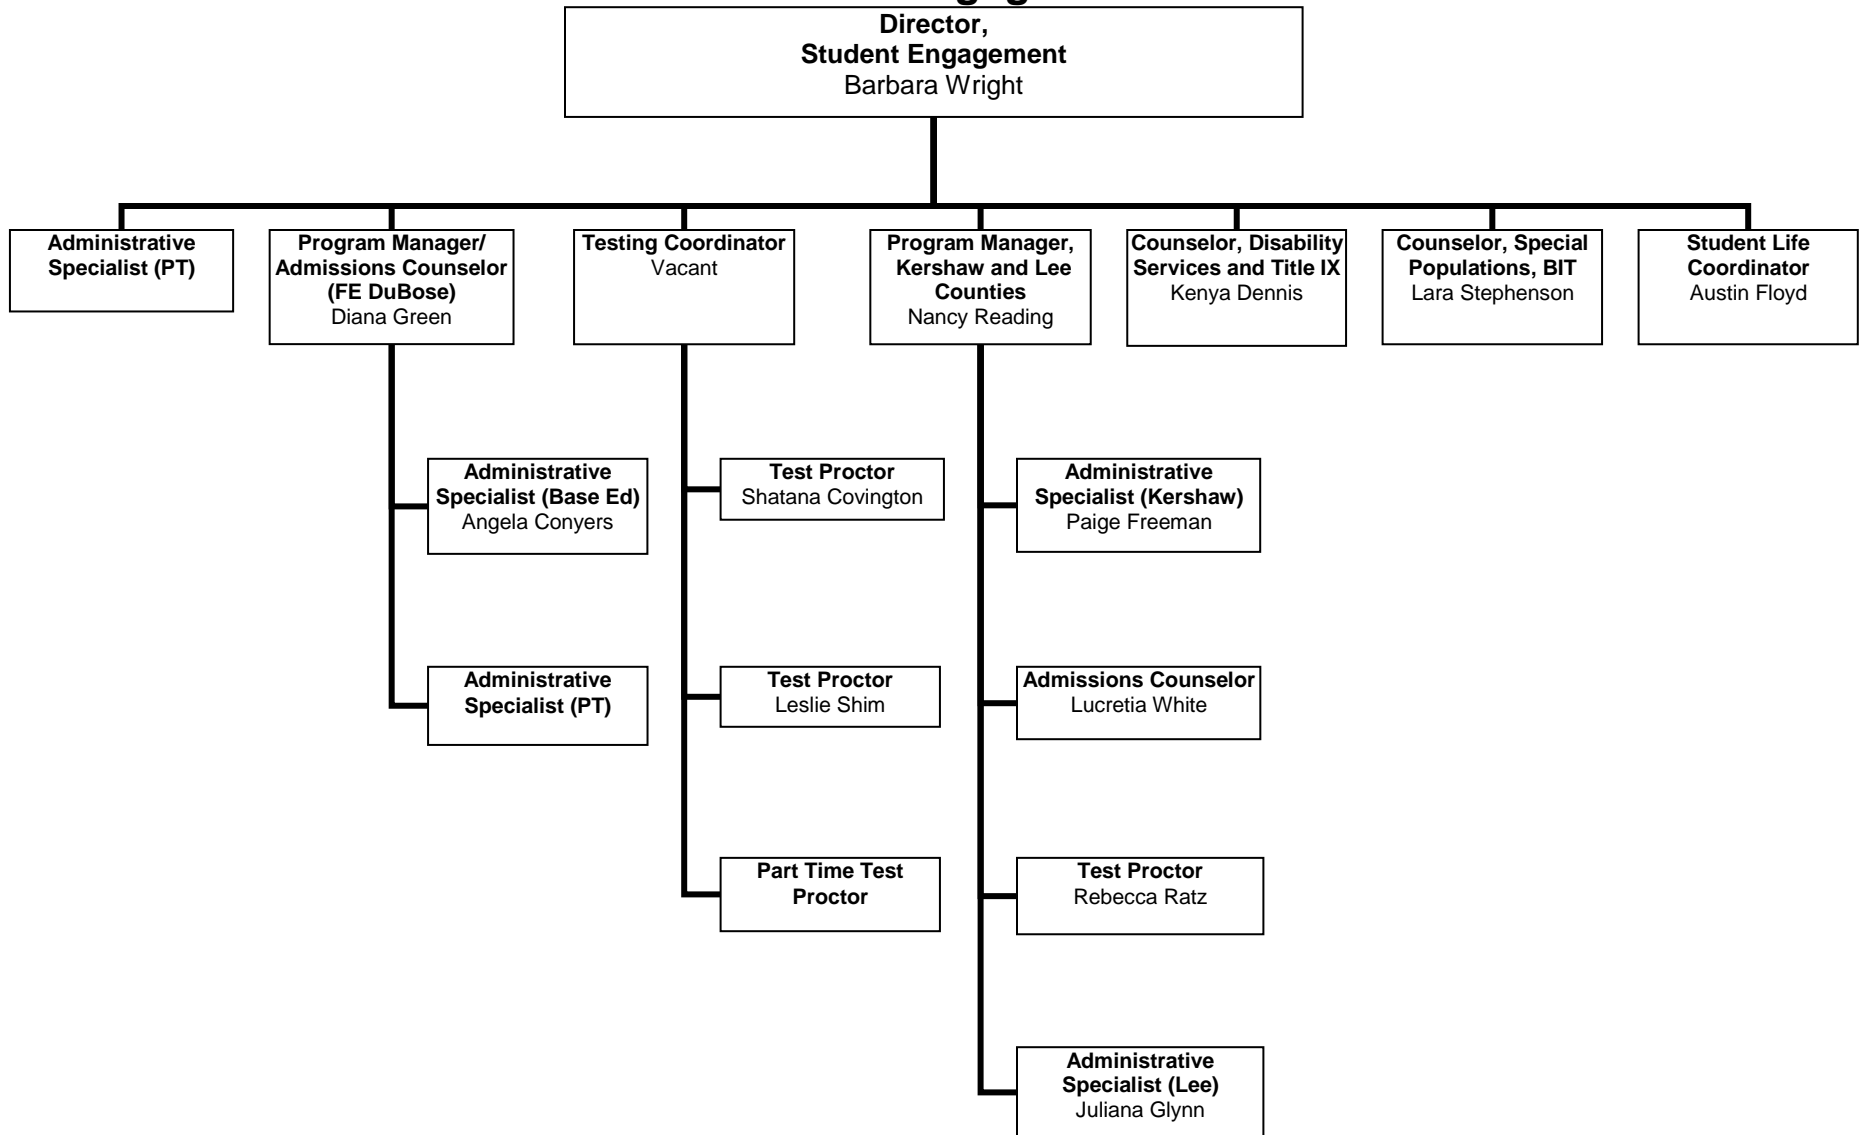 Director,
Student Engagement
Barbara Wright
Administrative
Specialist (PT)
Program Manager/
Admissions Counselor
(FE DuBose)
Diana Green
Testing Coordinator
Vacant
Program Manager,
Kershaw and Lee
Counties
Nancy Reading
Counselor, Disability
Services and Title IX
Kenya Dennis
Counselor, Special
Populations, BIT
Lara Stephenson
Student Life
Coordinator
Austin Floyd
Administrative
Specialist (Base Ed)
Angela Conyers
Test Proctor
Shatana Covington
Administrative
Specialist (Kershaw)
Paige Freeman
Administrative
Specialist (PT)
Test Proctor
Leslie Shim
Admissions Counselor
Lucretia White
Part Time Test
Proctor
Test Proctor
Rebecca Ratz
Administrative
Specialist (Lee)
Juliana Glynn